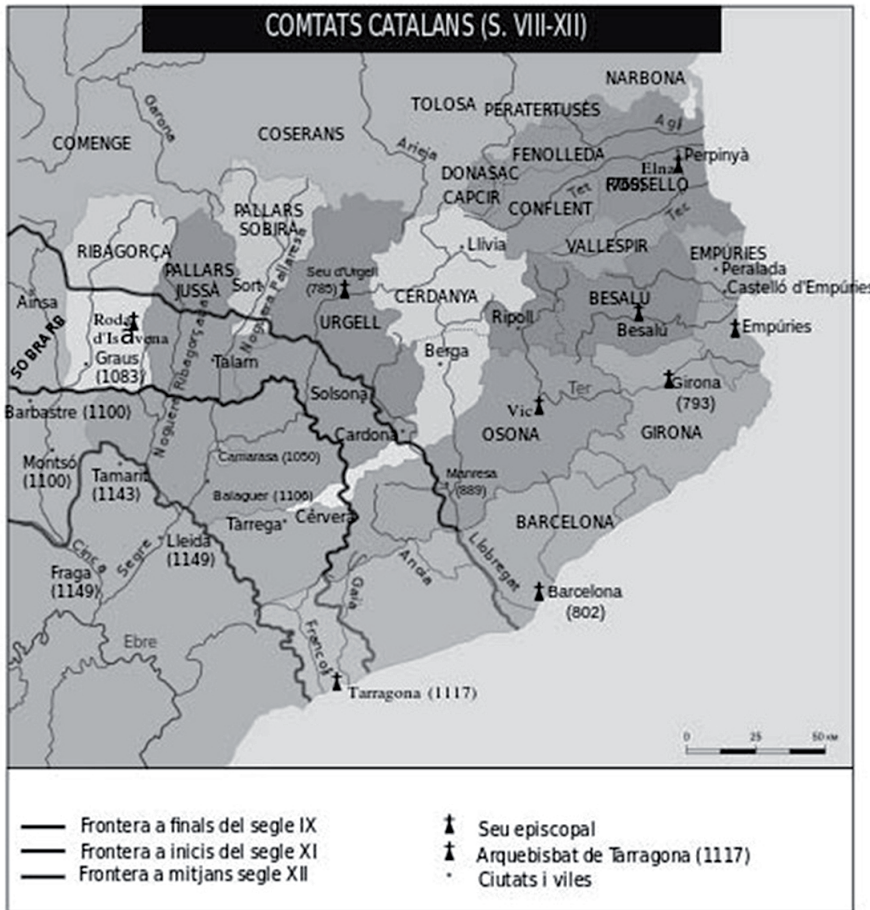 COMTATS CATALANS (S. VIII-XII)
NARBONA
TOLOSA
PERATERTUSÈS
Garona
Aglí
COSERANS
COMENGE
Arieja
FENOLLEDA
Perpinyà
Elna
DONASAC
ROSSELLÓ
Tet
CAPCIR
CONFLENT
Tec
PALLARS
SOBIRÀ
Llívia
VALLESPIR
RIBAGORÇA
EMPÚRIES
PALLARS
JUSSÀ
Peralada
Seu d'Urgell
(785)
Sort
Noguera Pallaresa
Castelló d'Empúries
CERDANYA
BESALÚ
Aïnsa
SOBRARB
Roda
d'Isàvena
URGELL
Ripoll
Besalú
Empúries
Graus
(1083)
Noguera Ribagorçana
Talarn
Berga
Girona
(793)
Solsona
Ter
Barbastre (1100)
Vic
Cardona
OSONA
GIRONA
Montsó
(1100)
Tamarit
(1143)
Camarasa (1050)
Manresa
(889)
Balaguer (1106)
Tàrrega
Cervera
BARCELONA
Cinca
Segre
Lleida
(1149)
Anoia
Llobregat
Fraga
(1149)
Gaià
Barcelona
(802)
Francolí
Ebre
Tarragona (1117)
0 25 50 KM
Frontera a finals del segle IX
Frontera a inicis del segle XI
Frontera a mitjans segle XII
Seu episcopal
Arquebisbat de Tarragona (1117)
Ciutats i viles